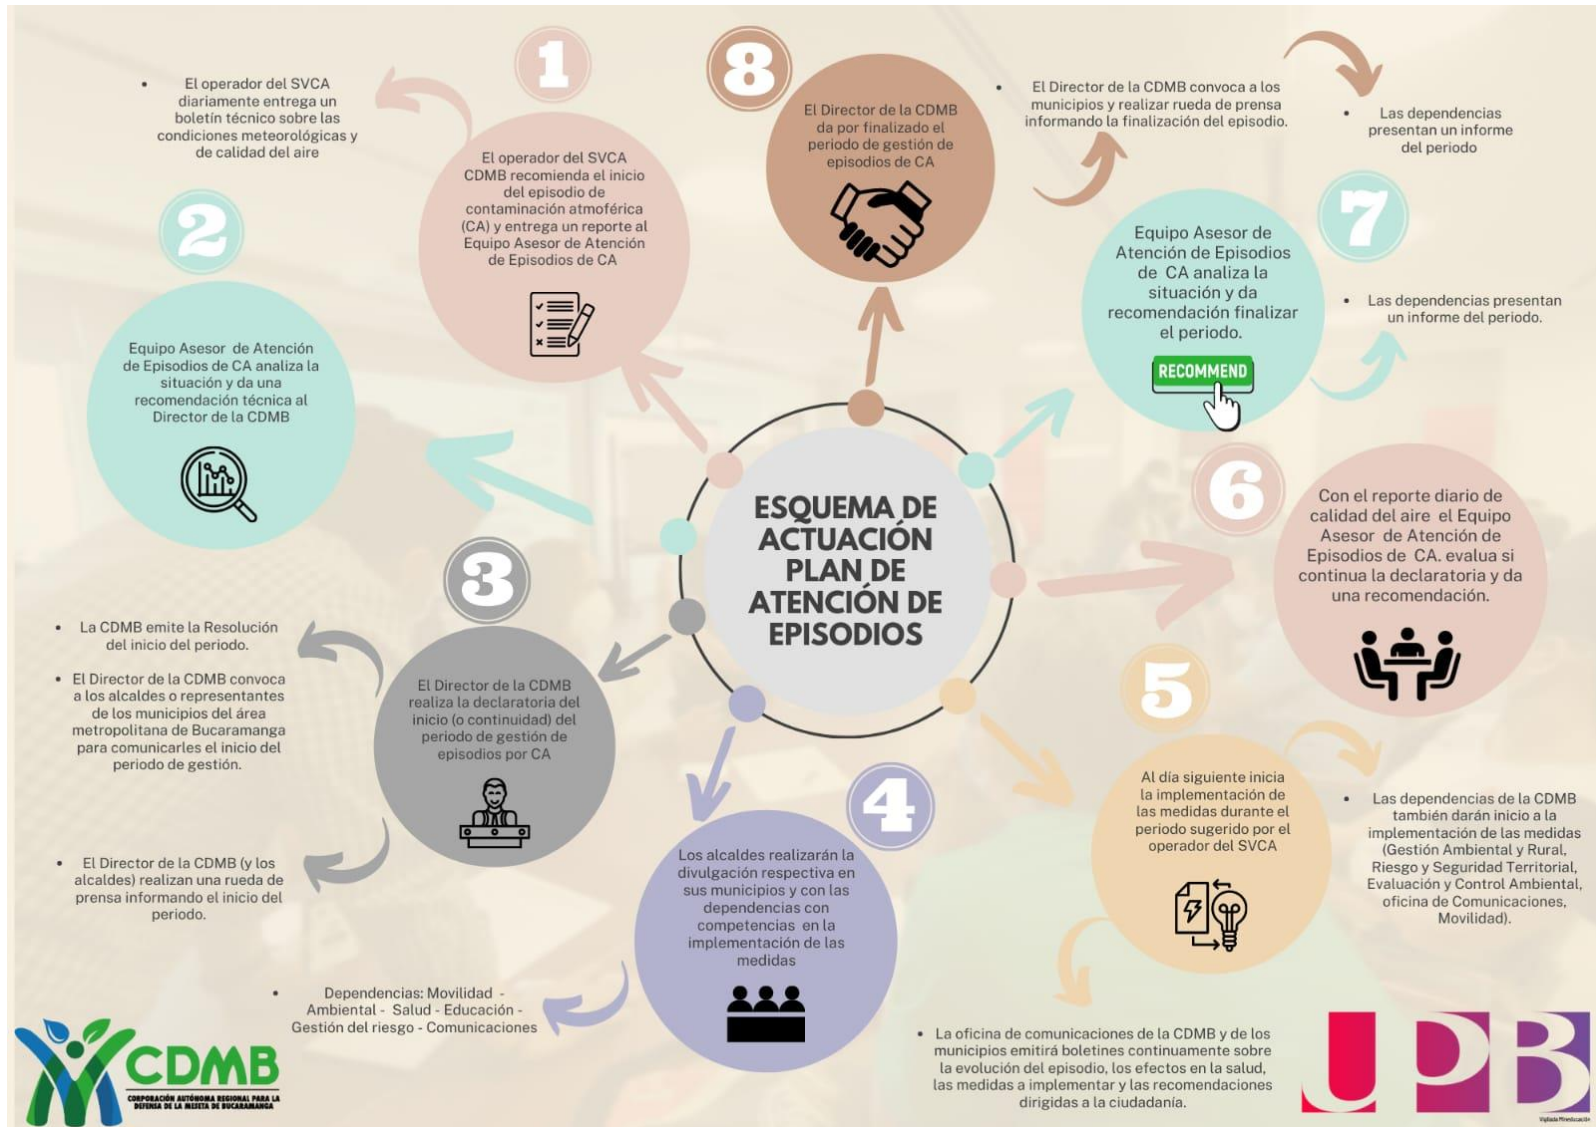 1
El operador del SVCA
CDMB recomienda el inicio
del episodio de
contaminación atmoférica
(CA) y entrega un reporte al
Equipo Asesor de Atención
de Episodios de CA
• El operador del SVCA
diariamente entrega un
boletín técnico sobre las
condiciones meteorológicas y
de calidad del aire
2
Equipo Asesor de Atención
de Episodios de CA analiza la
situación y da una
recomendación técnica al
Director de la CDMB
3
El Director de la CDMB
realiza la declaratoria del
inicio (o continuidad) del
periodo de gestión de
episodios por CA
• La CDMB emite la Resolución
del inicio del periodo.
• El Director de la CDMB convoca
a los alcaldes o representantes
de los municipios del área
metropolitana de Bucaramanga
para comunicarles el inicio del
periodo de gestión.
• El Director de la CDMB (y los
alcaldes) realizan una rueda de
prensa informando el inicio del
periodo.
4
Los alcaldes realizarán la
divulgación respectiva en
sus municipios y con las
dependencias con
competencias en la
implementación de las
medidas
• Dependencias: Movilidad -
Ambiental - Salud - Educación -
Gestión del riesgo - Comunicaciones
5
Al día siguiente inicia
la implementación de
las medidas durante el
periodo sugerido por el
operador del SVCA
• Las dependencias de la CDMB
también darán inicio a la
implementación de las medidas
(Gestión Ambiental y Rural,
Riesgo y Seguridad Territorial,
Evaluación y Control Ambiental,
oficina de Comunicaciones,
Movilidad).
• La oficina de comunicaciones de la CDMB y de los
municipios emitirá boletines continuamente sobre
la evolución del episodio, los efectos en la salud,
las medidas a implementar y las recomendaciones
dirigidas a la ciudadanía.
6
Con el reporte diario de
calidad del aire el Equipo
Asesor de Atención de
Episodios de CA. evalua si
continua la declaratoria y da
una recomendación.
7
Equipo Asesor de
Atención de Episodios
de CA analiza la
situación y da
recomendación finalizar
el periodo.
RECOMMEND
• Las dependencias presentan
un informe del periodo.
8
El Director de la CDMB
da por finalizado el
periodo de gestión de
episodios de CA
• El Director de la CDMB convoca a los
municipios y realizar rueda de prensa
informando la finalización del episodio.
• Las dependencias
presentan un informe
del periodo
ESQUEMA DE
ACTUACIÓN
PLAN DE
ATENCIÓN DE
EPISODIOS
CDMB
CORPORACIÓN AUTÓNOMA REGIONAL PARA LA
DEFENSA DE LA MESETA DE BUCARAMANGA
UPB
Vigilada Mineducación